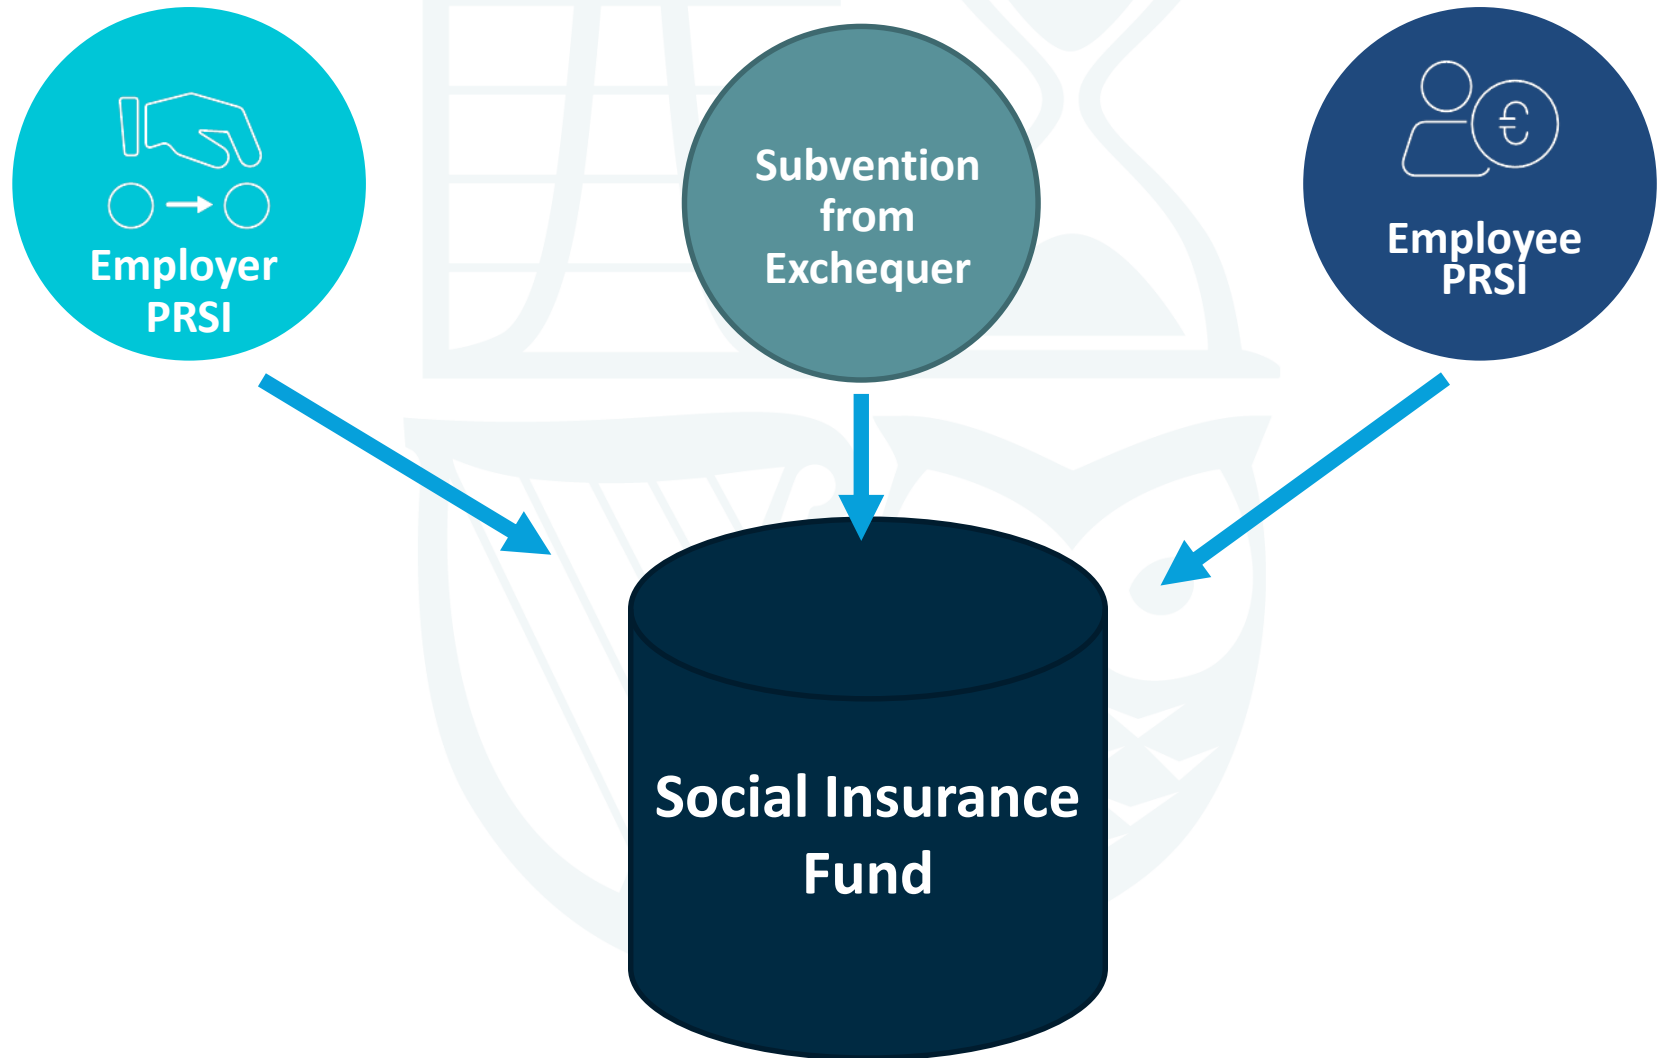 Employer
PRSI
Subvention
from
Exchequer
€
Employee
PRSI
Social Insurance
Fund